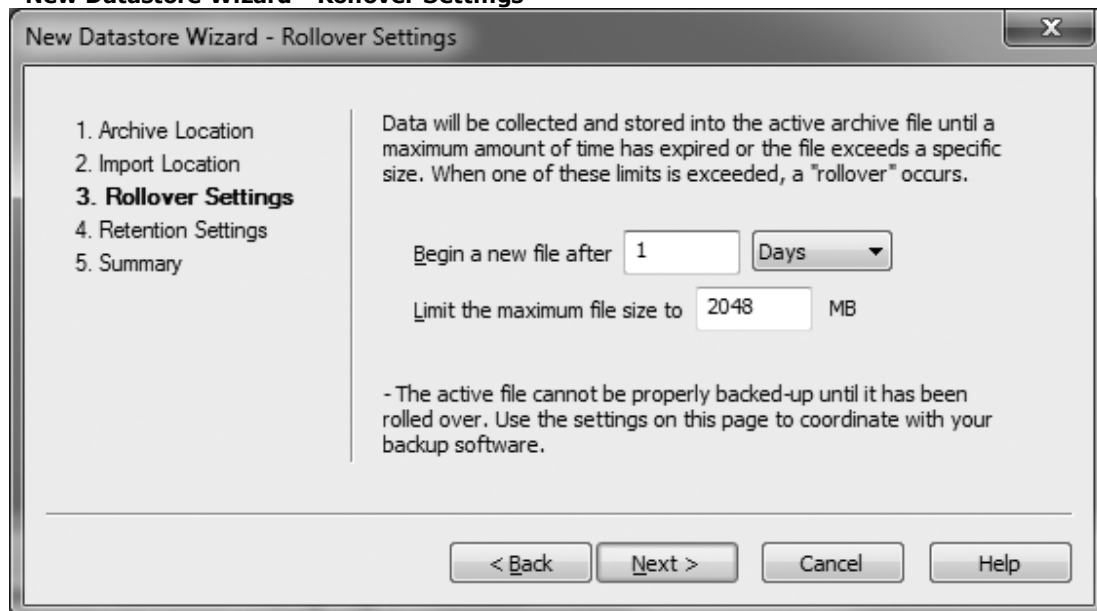 New Datastore Wizard - Rollover Settings
New Datastore Wizard - Rollover Settings
X
1. Archive Location
2. Import Location
3. Rollover Settings
4. Retention Settings
5. Summary
Data will be collected and stored into the active archive file until a
maximum amount of time has expired or the file exceeds a specific
size. When one of these limits is exceeded, a "rollover" occurs.
Begin a new file after 1 Days
Limit the maximum file size to 2048 MB
- The active file cannot be properly backed-up until it has been
rolled over. Use the settings on this page to coordinate with your
backup software.
< Back Next > Cancel Help